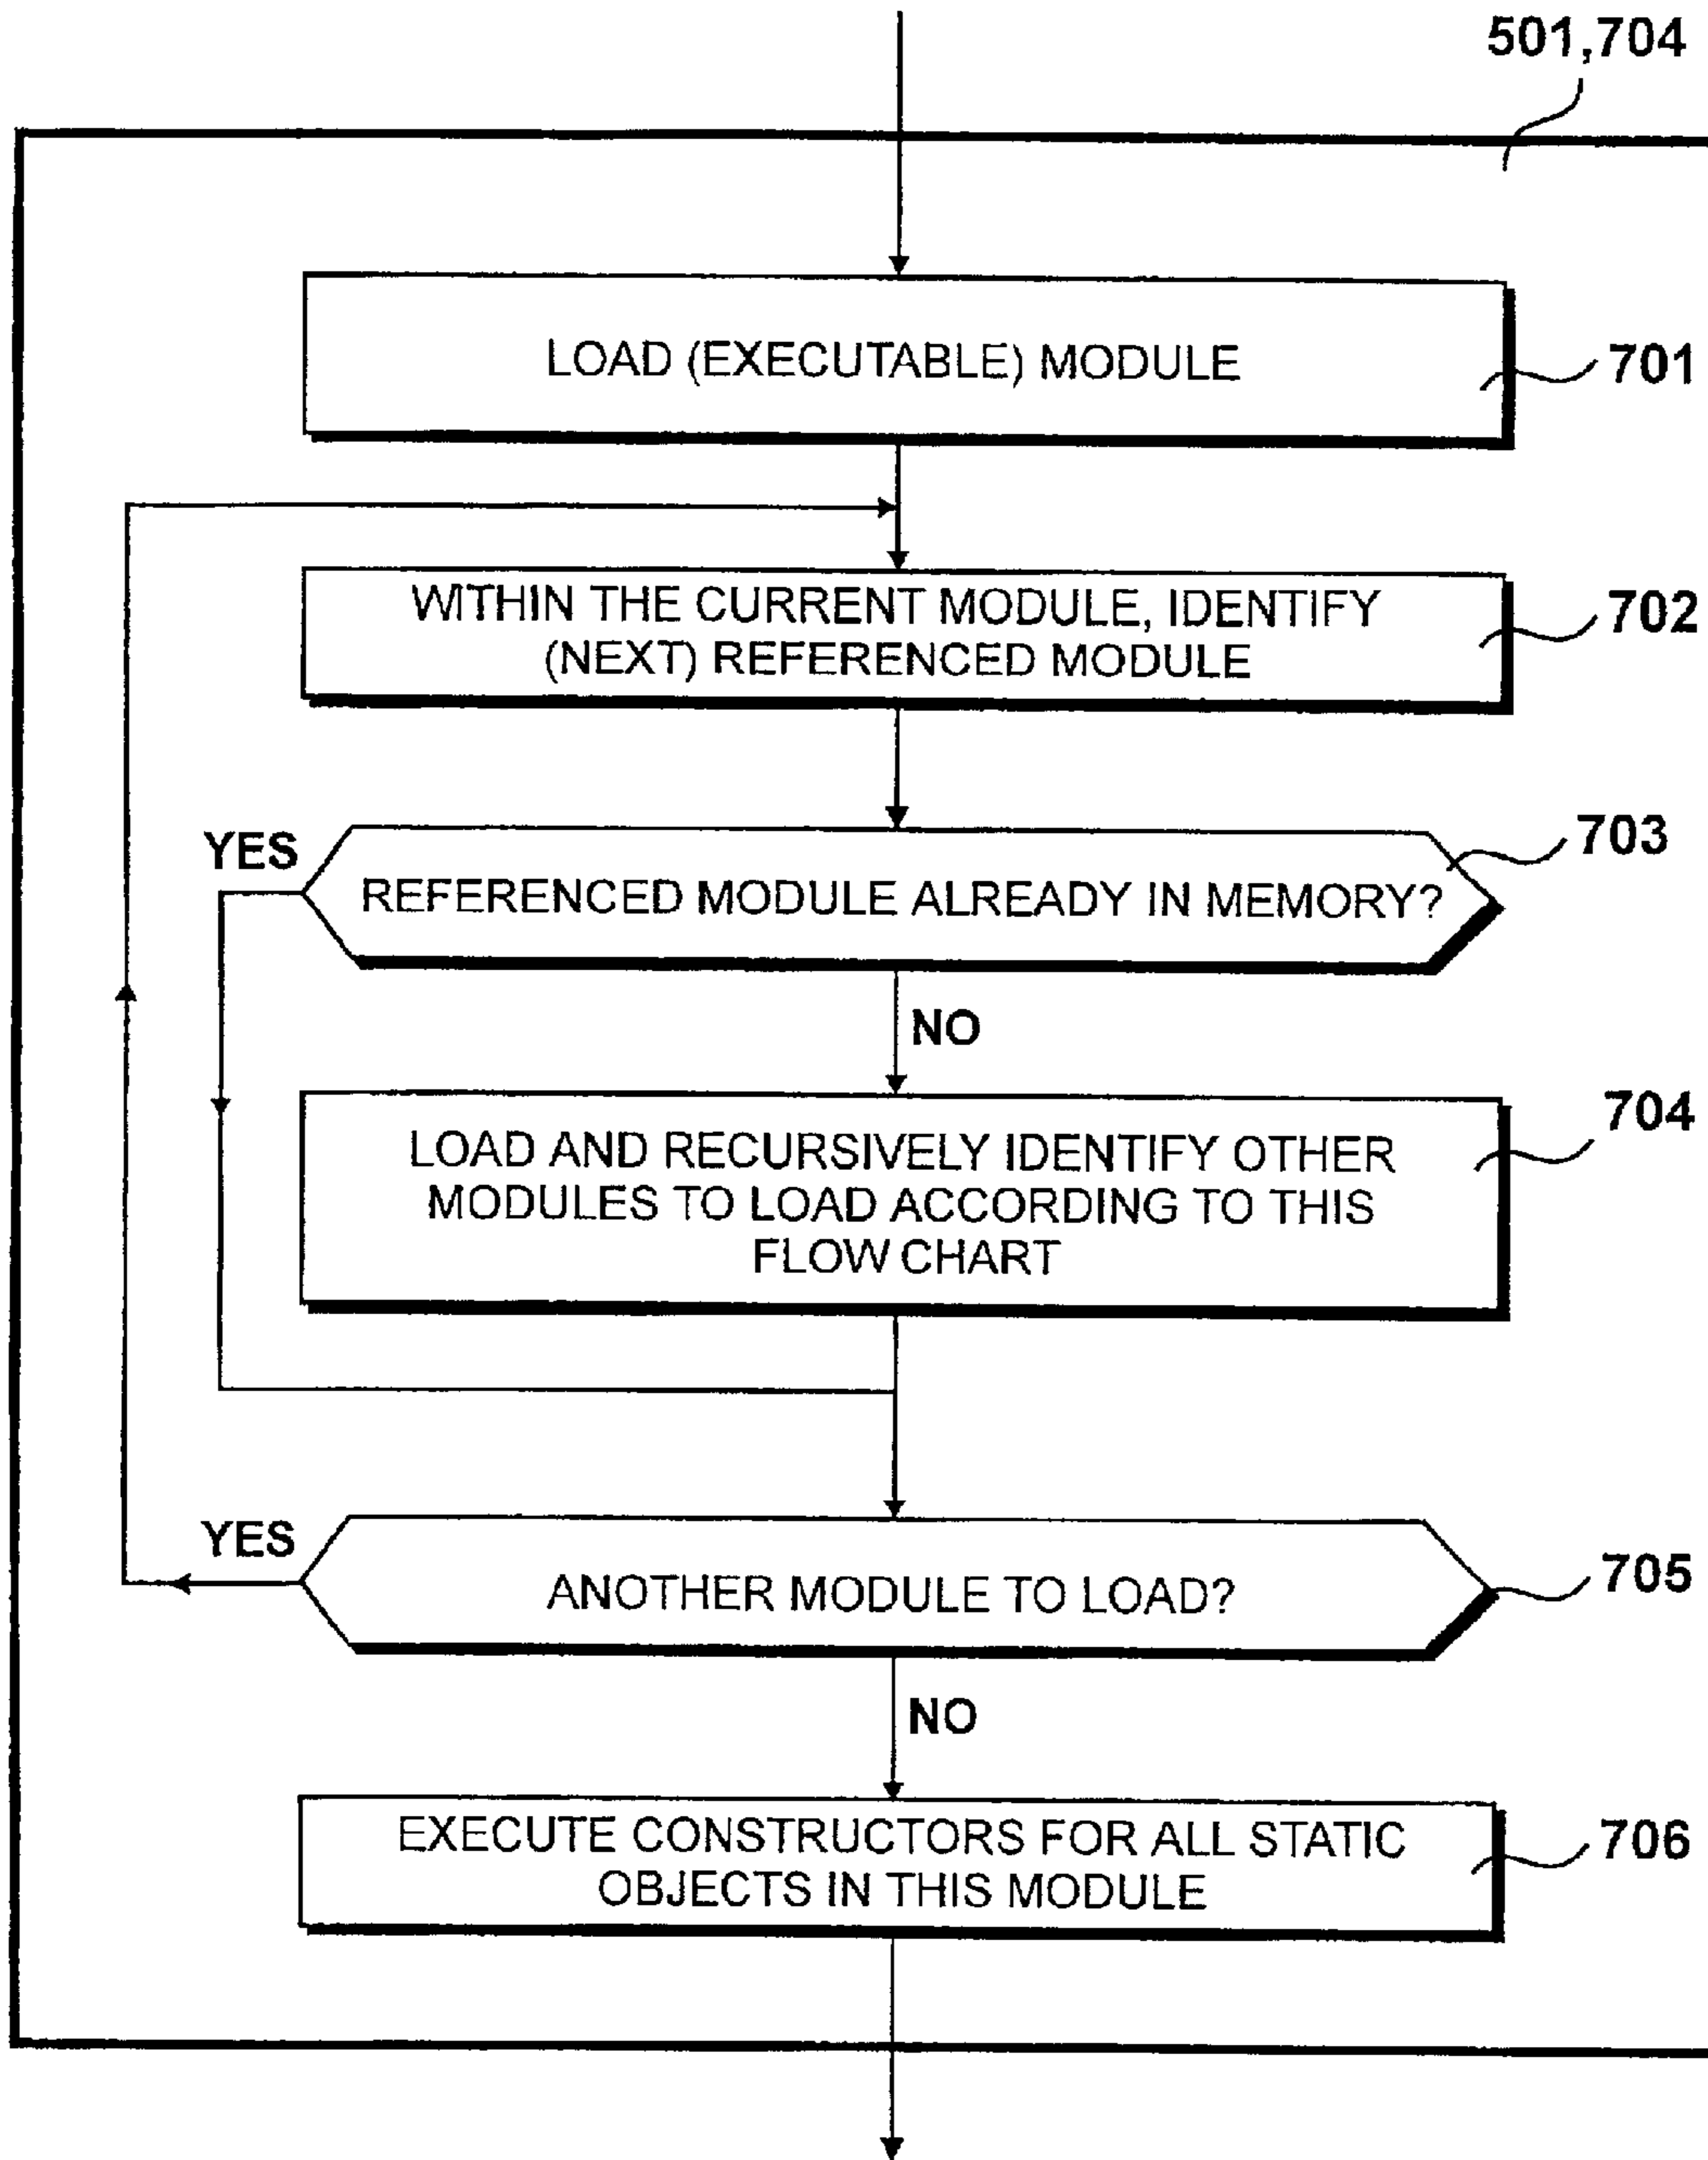 501,704
LOAD (EXECUTABLE) MODULE
701
WITHIN THE CURRENT MODULE, IDENTIFY
(NEXT) REFERENCED MODULE
702
YES
REFERENCED MODULE ALREADY IN MEMORY?
703
NO
LOAD AND RECURSIVELY IDENTIFY OTHER
MODULES TO LOAD ACCORDING TO THIS
FLOW CHART
704
YES
ANOTHER MODULE TO LOAD?
705
NO
EXECUTE CONSTRUCTORS FOR ALL STATIC
OBJECTS IN THIS MODULE
706